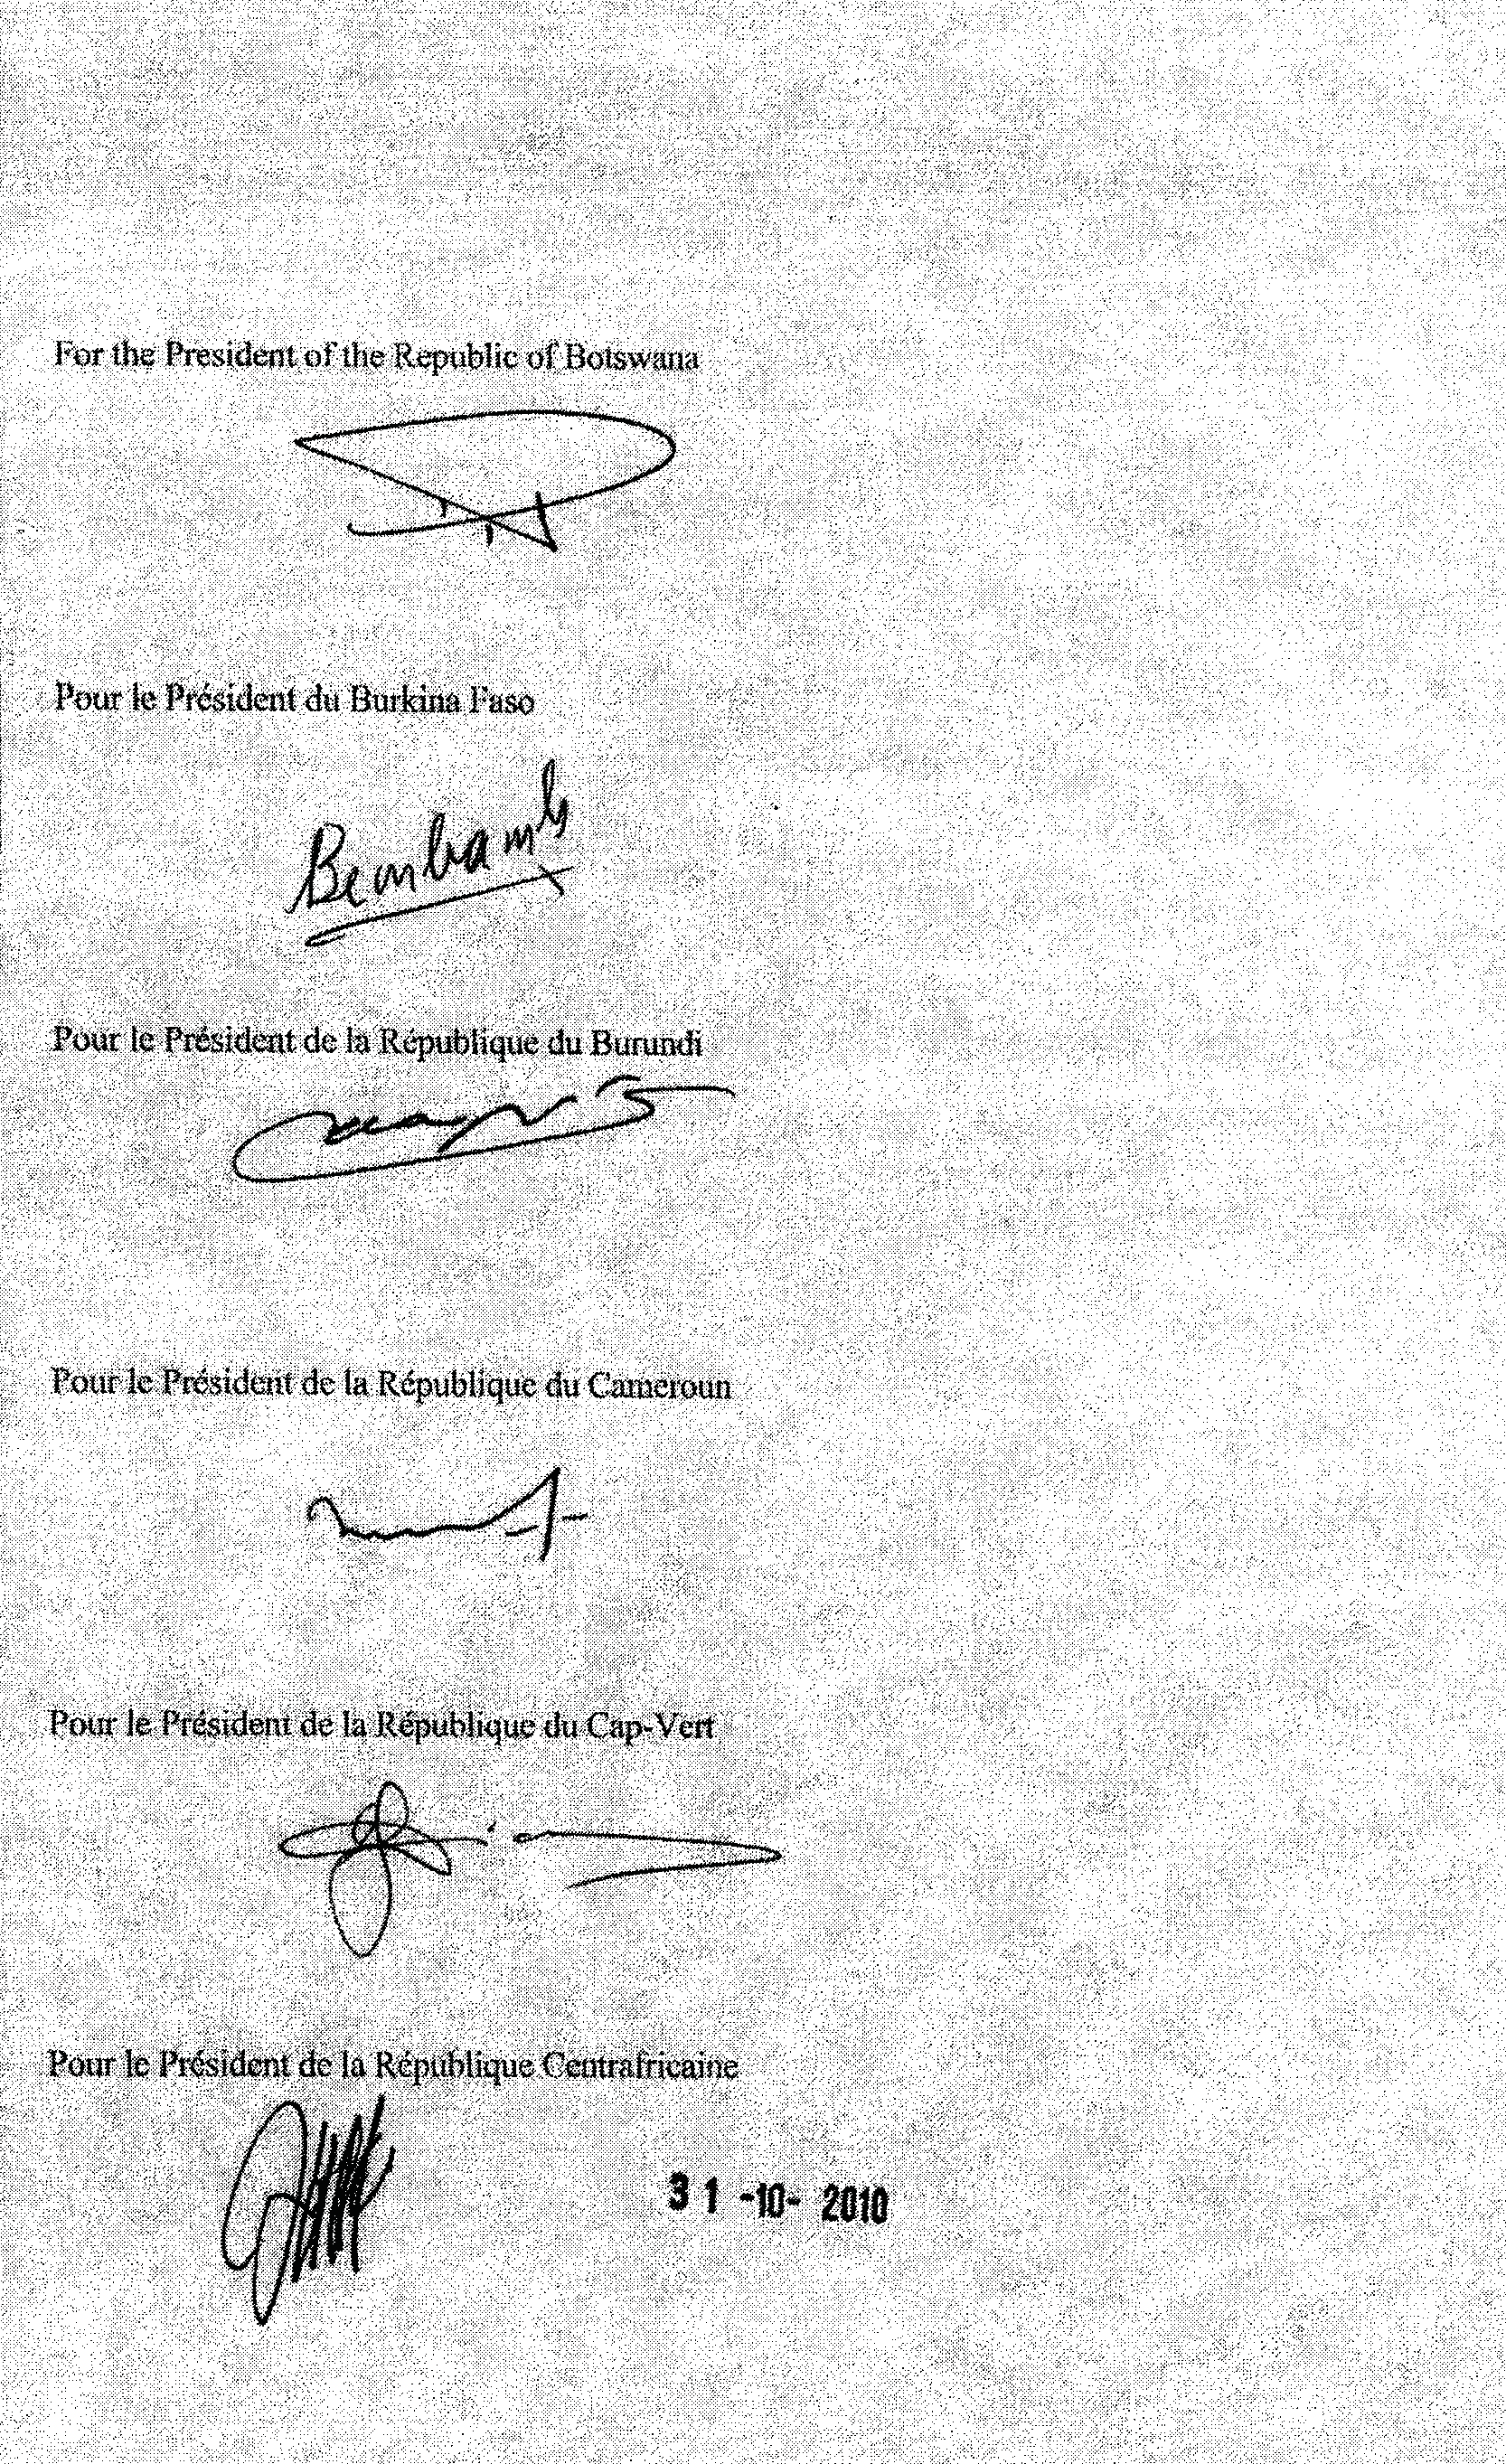 For the President of the Republic of Botswana
Pour le Président du Burkina Faso
Pour le Président de la République du Burundi
Pour le Président de la République du Cameroun
Pour le Président de la République du Cap-Vert
Pour le Président de la République Centrafricaine
31 -10- 2010